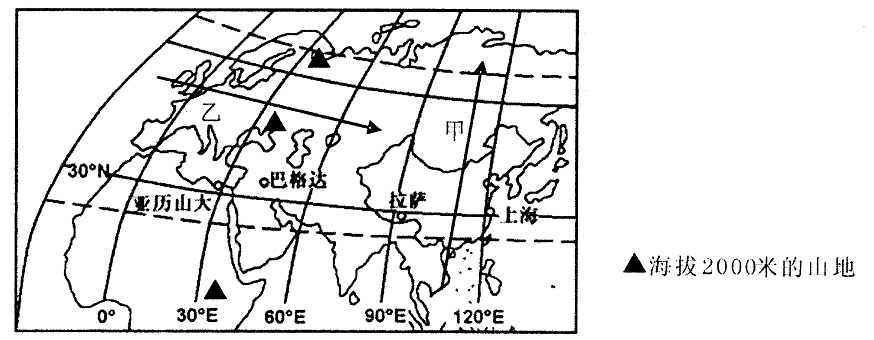 乙
甲
30°N
巴格达
亚历山大
拉萨
上海
▲海拔2000米的山地
0°
30°E
60°E
90°E
120°E